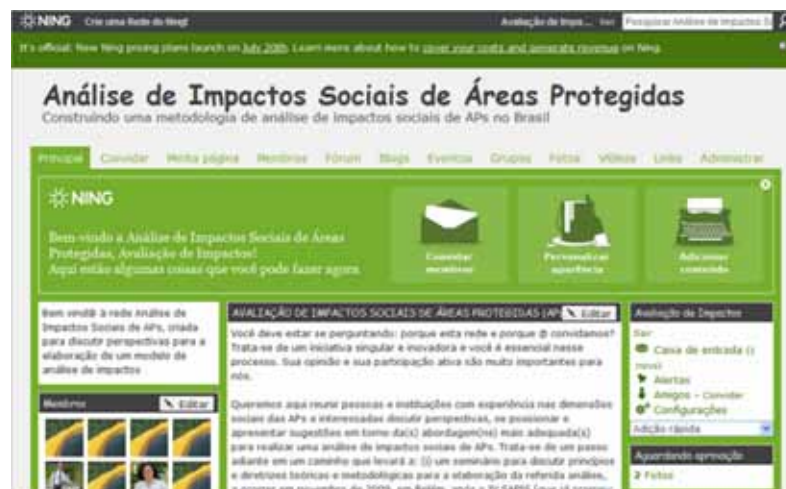 NING Crie uma Rede do Ning!
Avaliação de Impa... Sair
Pesquisar Análise de Impactos S
It's official: New Ning pricing plans launch on July 20th. Learn more about how to cover your costs and generate revenue on Ning.
Análise de Impactos Sociais de Áreas Protegidas
Construindo uma metodologia de análise de impactos sociais de APs no Brasil
Principal Convidar Minha página Membros Fórum Blogs Eventos Grupos Fotos Vídeos Links Administrar
NING
Bem-vindo a Análise de Impactos Sociais de Áreas
Protegidas, Avaliação de Impactos!
Aqui estão algumas coisas que você pode fazer agora
Convidar
membros
Personalizar
aparência
Adicionar
conteúdo
Bem vind@ à rede Análise de
Impactos Sociais de APs, criada
para discutir perspectivas para a
elaboração de um modelo de
análise de impactos
Membros Editar
AVALIAÇÃO DE IMPACTOS SOCIAIS DE ÁREAS PROTEGIDAS (AP Editar
Você deve estar se perguntando: porque esta rede e porque @ convidamos?
Trata-se de um iniciativa singular e inovadora e você é essencial nesse
processo. Sua opinião e sua participação ativa são muito importantes para
nós.
Queremos aqui reunir pessoas e instituições com experiência nas dimensões
sociais das APs e interessadas discutir perspectivas, se posicionar e
apresentar sugestões em torno da(s) abordagem(ns) mais adequada(s)
para realizar uma análise de impactos sociais de APs. Trata-se de um passo
adiante em um caminho que levará a: (i) um seminário para discutir princípios
e diretrizes teóricas e metodológicas para a elaboração da referida análise,
Avaliação de Impactos
Sair
Caixa de entrada (1
novo)
Alertas
Amigos - Convidar
Configurações
Adição rápida
Aguardando aprovação
2 Fotos